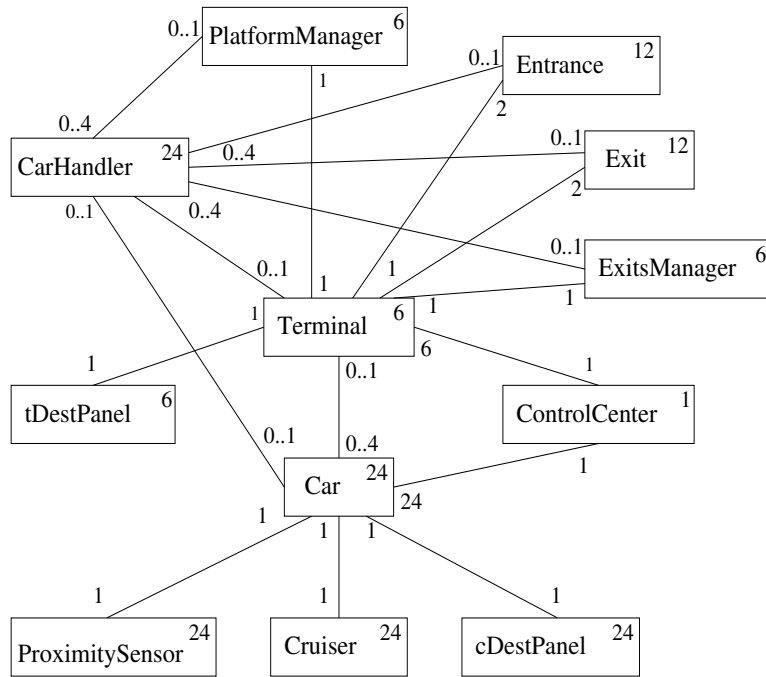 PlatformManager 6
0..1
1
Entrance 12
0..1
2
0..4
CarHandler 24
0..4
0..1
Exit 12
2
0..1
0..4
0..1
1
0..1
ExitsManager 6
1
1
1
1
Terminal 6
6
1
0..1
1
tDestPanel 6
ControlCenter 1
1
0..1
0..4
Car 24
24
1
1
1
1
1
1
ProximitySensor 24
Cruiser 24
cDestPanel 24